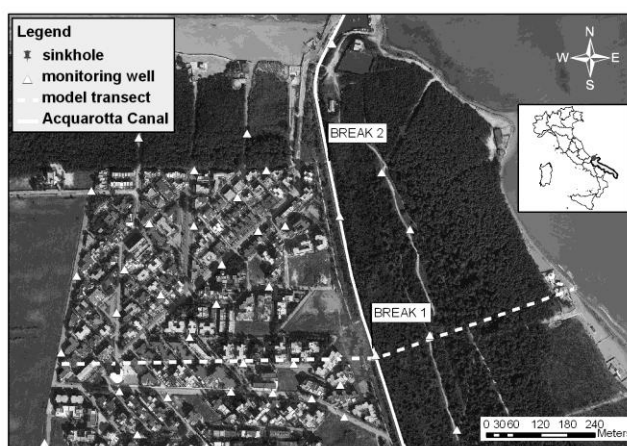 Legend
sinkhole
monitoring well
model transect
Acquarotta Canal
N
W E
S
BREAK 2
BREAK 1
0 30 60 120 180 240
Meters